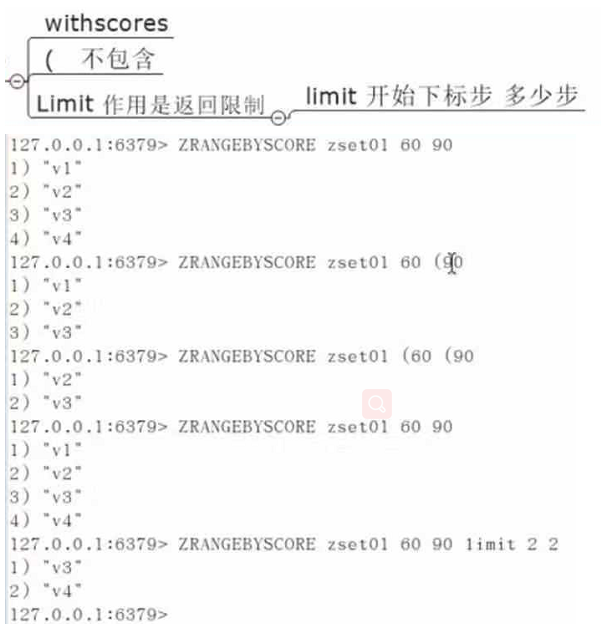 withscores
( 不包含
Limit 作用是返回限制
limit 开始下标步 多少步
127.0.0.1:6379> ZRANGEBYSCORE zset01 60 90
1) "v1"
2) "v2"
3) "v3"
4) "v4"
127.0.0.1:6379> ZRANGEBYSCORE zset01 60 (90
1) "v1"
2) "v2"
3) "v3"
127.0.0.1:6379> ZRANGEBYSCORE zset01 (60 (90
1) "v2"
2) "v3"
127.0.0.1:6379> ZRANGEBYSCORE zset01 60 90
1) "v1"
2) "v2"
3) "v3"
4) "v4"
127.0.0.1:6379> ZRANGEBYSCORE zset01 60 90 limit 2 2
1) "v3"
2) "v4"
127.0.0.1:6379>